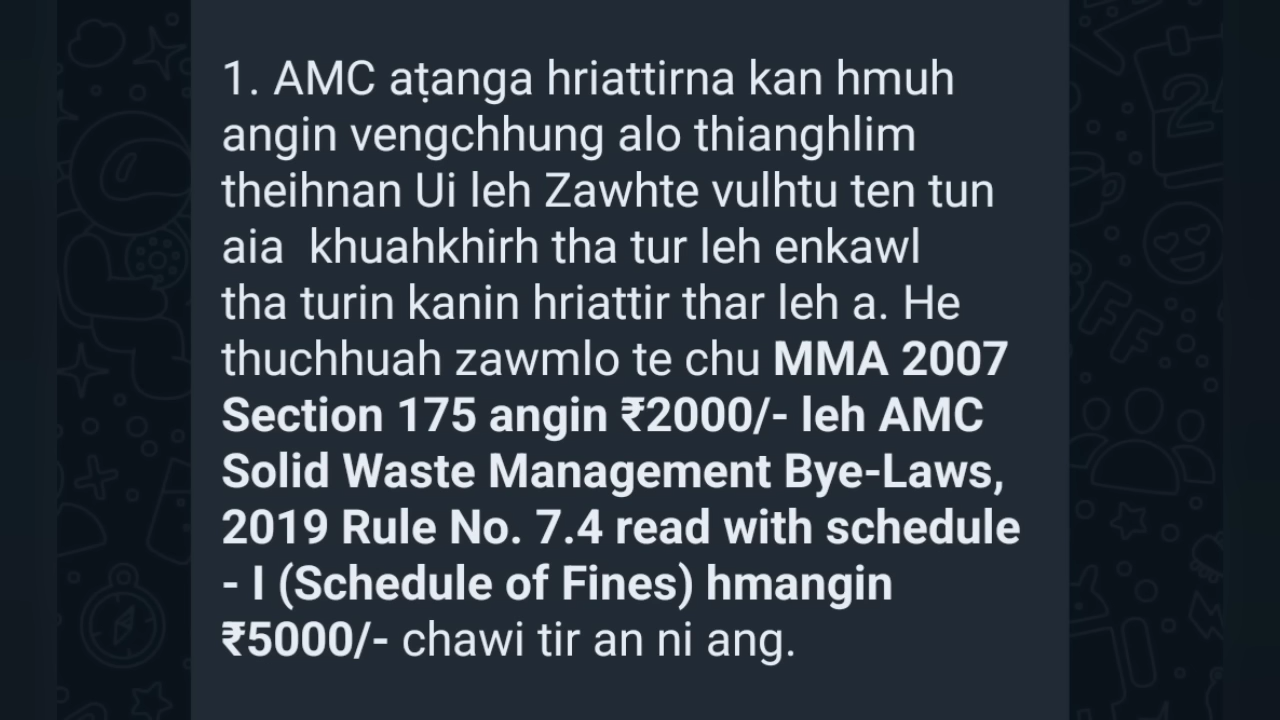 1. AMC aṭanga hriattirna kan hmuh
angin vengchhung alo thianghlim
theihnan Ui leh Zawhte vulhtu ten tun
aia  khuahkhirh tha tur leh enkawl
tha turin kanin hriattir thar leh a. He
thuchhuah zawmlo te chu MMA 2007
Section 175 angin ₹2000/- leh AMC
Solid Waste Management Bye-Laws,
2019 Rule No. 7.4 read with schedule
- I (Schedule of Fines) hmangin
₹5000/- chawi tir an ni ang.